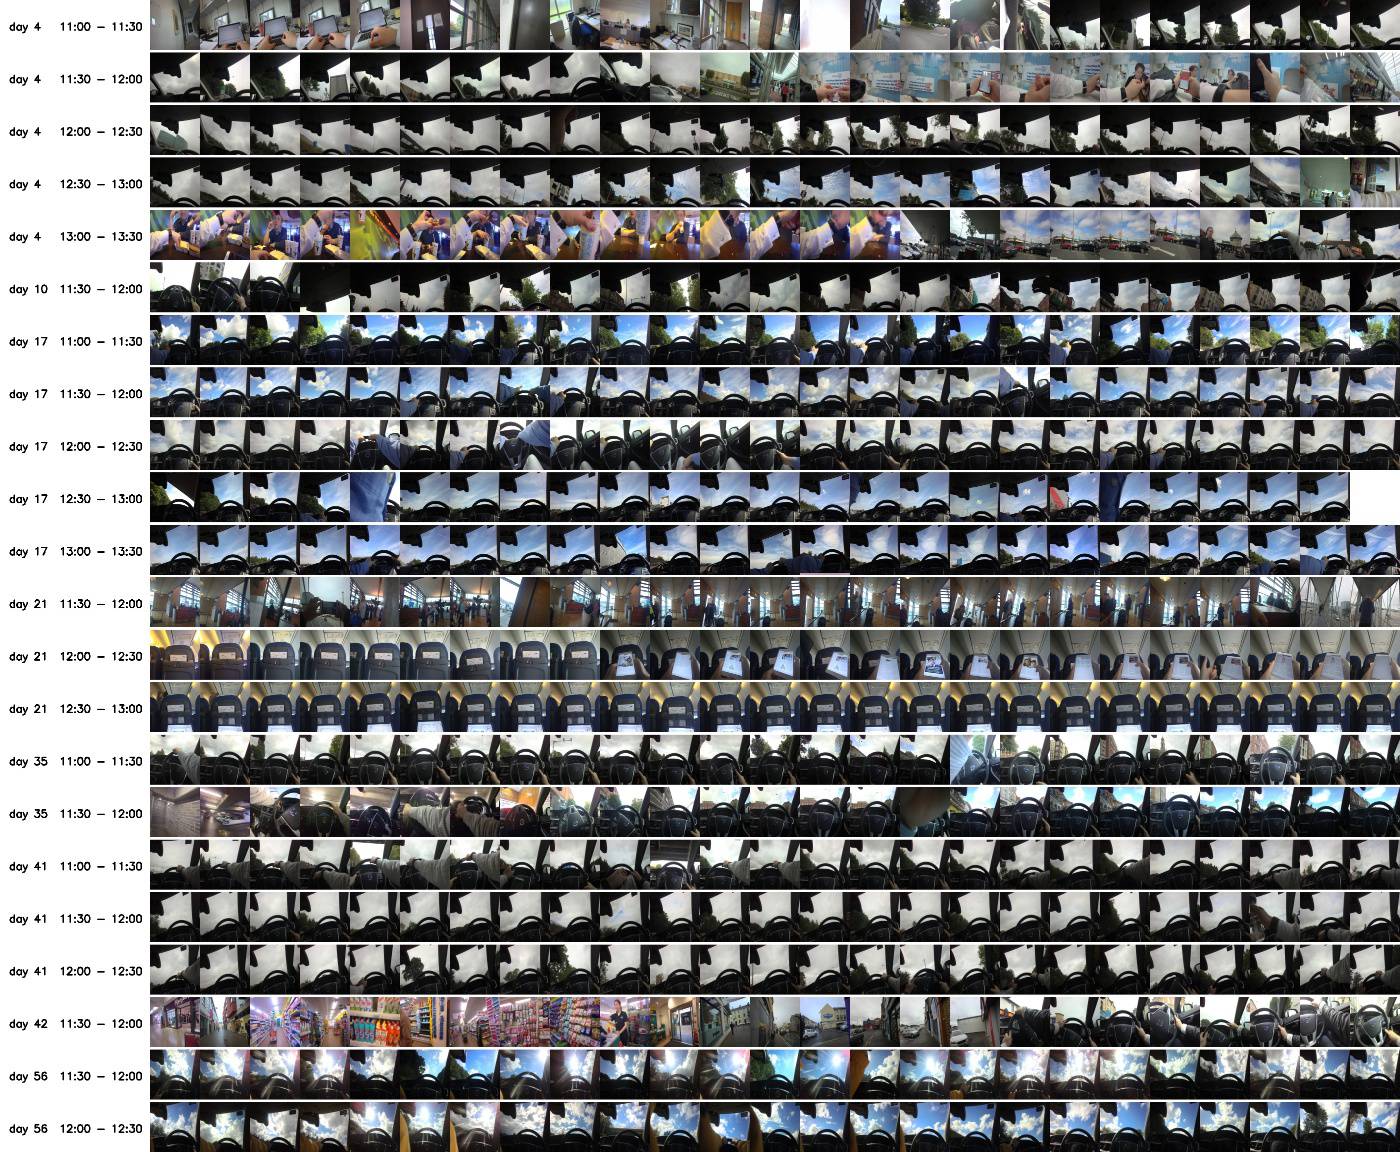 day 4 11:00 – 11:30
day 4 11:30 – 12:00
day 4 12:00 – 12:30
day 4 12:30 – 13:00
day 4 13:00 – 13:30
day 10 11:30 – 12:00
day 17 11:00 – 11:30
day 17 11:30 – 12:00
day 17 12:00 – 12:30
day 17 12:30 – 13:00
day 17 13:00 – 13:30
day 21 11:30 – 12:00
day 21 12:00 – 12:30
day 21 12:30 – 13:00
day 35 11:00 – 11:30
day 35 11:30 – 12:00
day 41 11:00 – 11:30
day 41 11:30 – 12:00
day 41 12:00 – 12:30
day 42 11:30 – 12:00
day 56 11:30 – 12:00
day 56 12:00 – 12:30